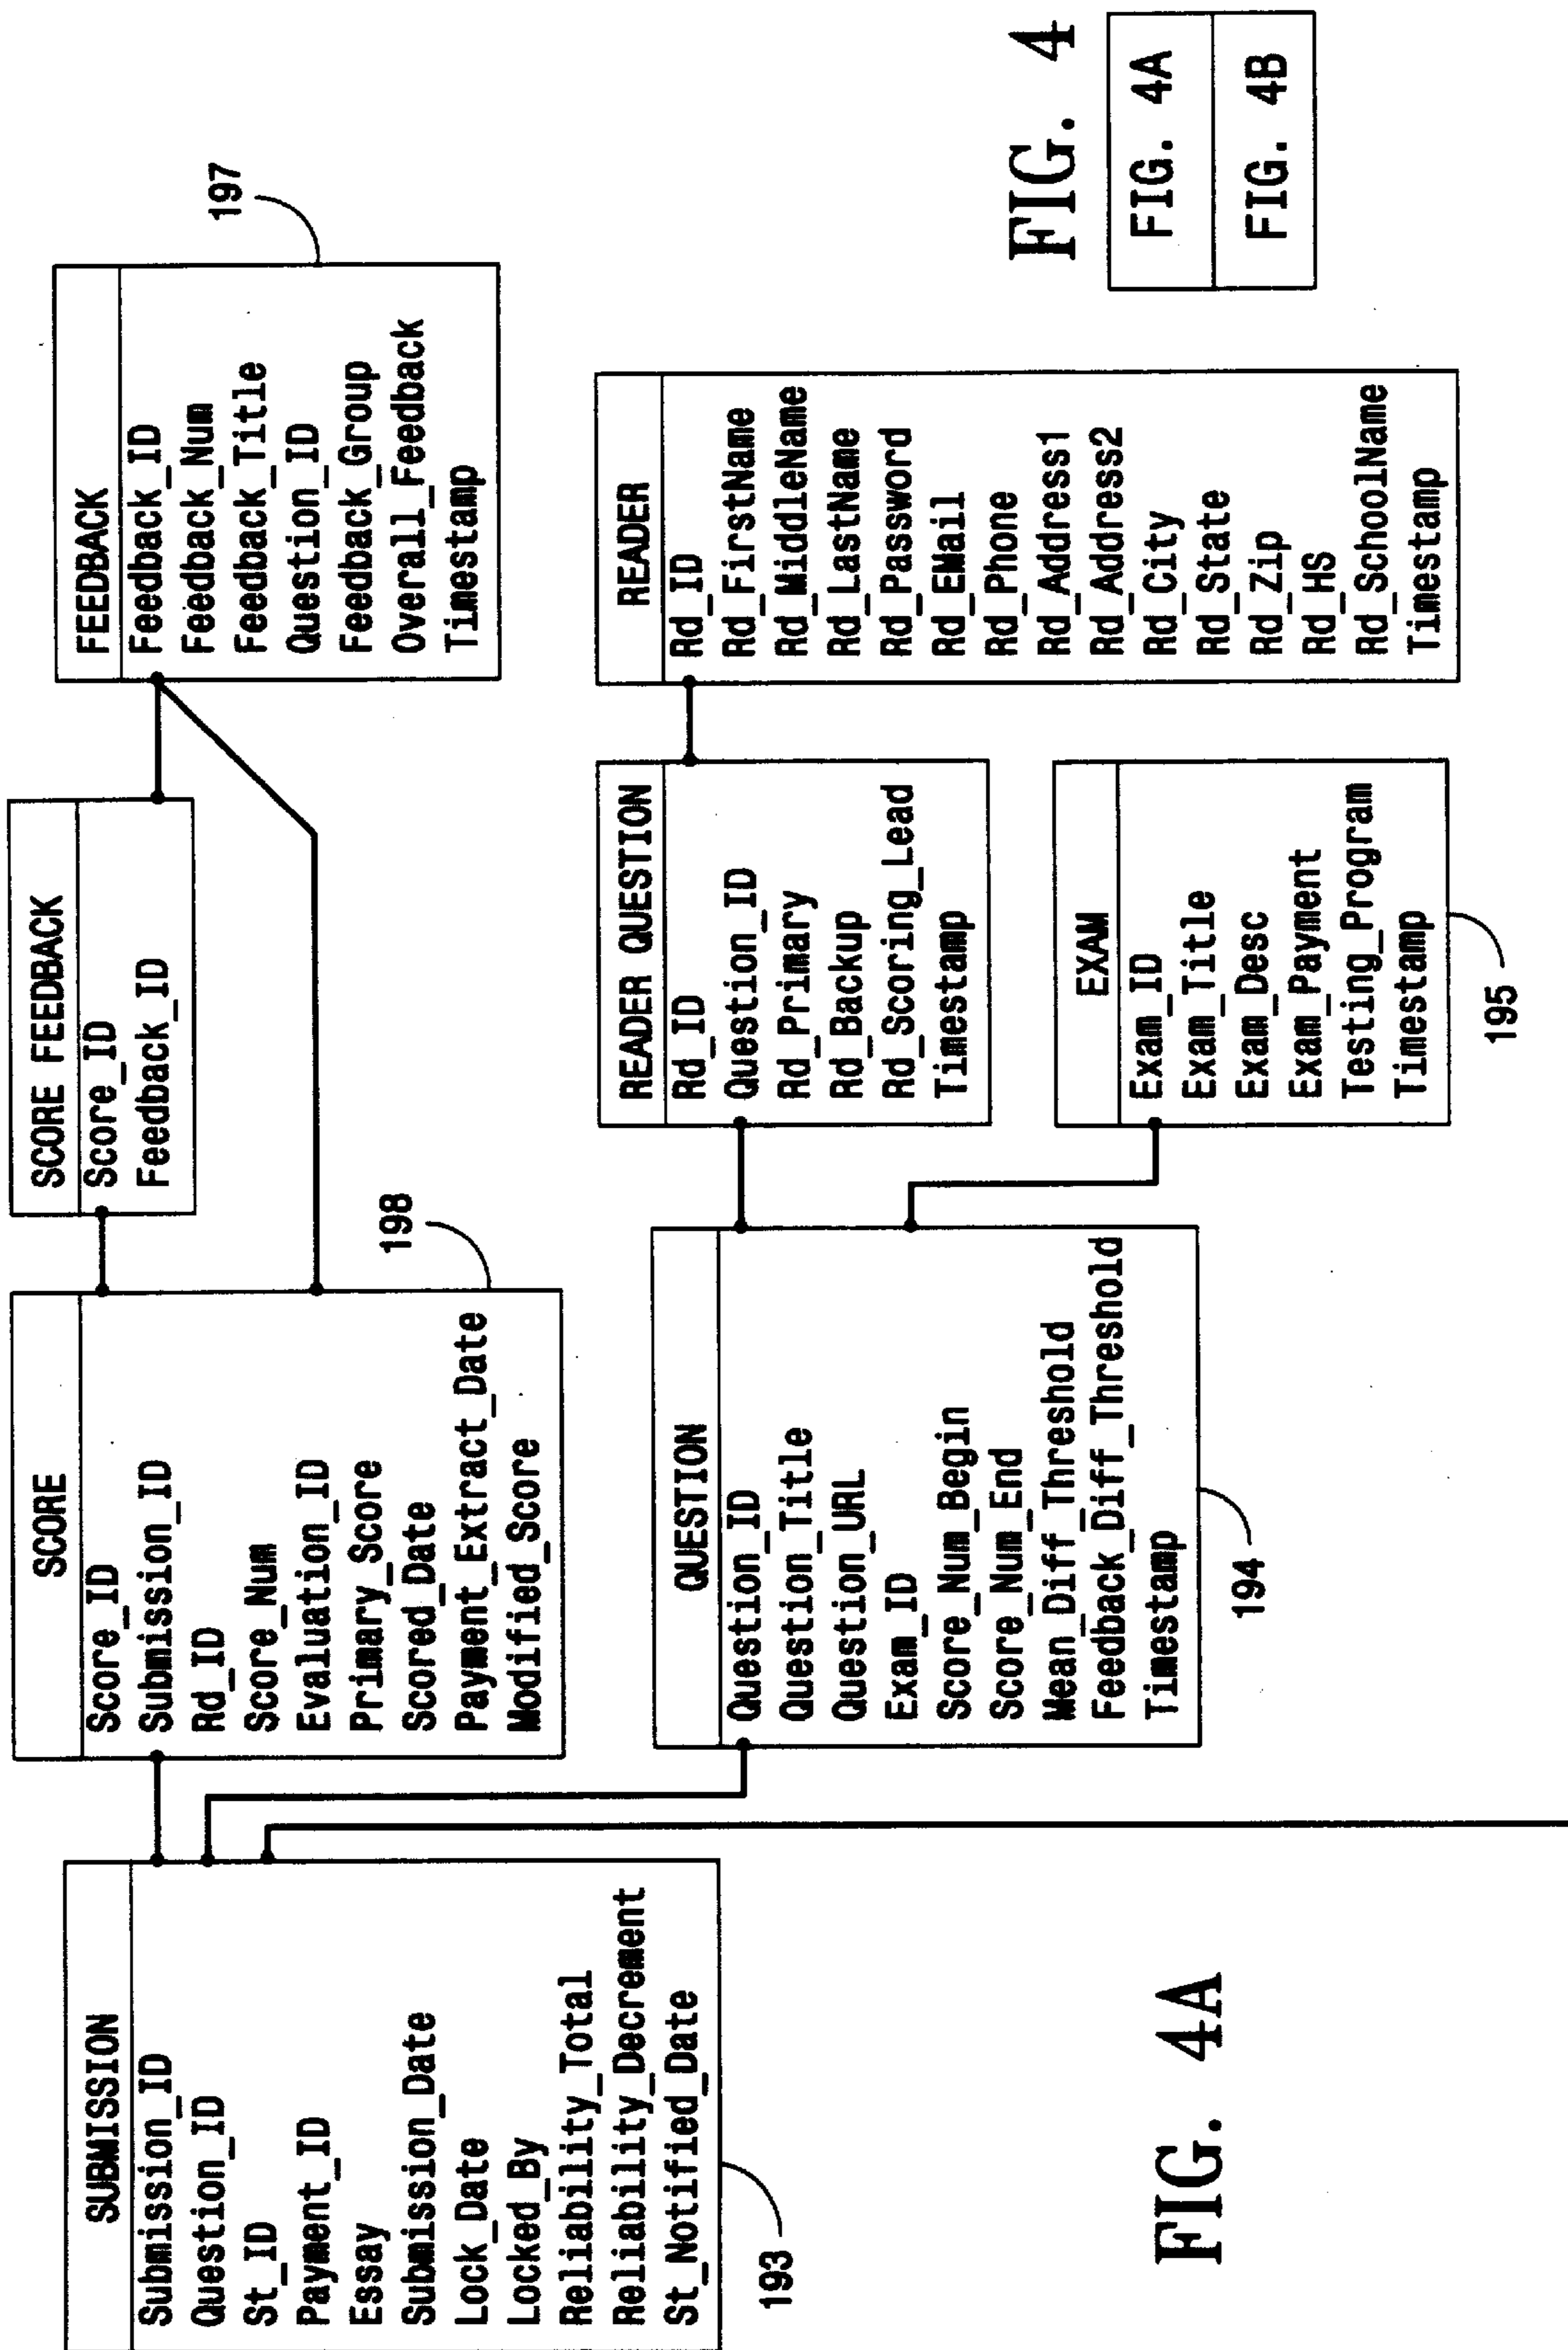 SUBMISSION
Submission_ID
Question_ID
St_ID
Payment_ID
Essay
Submission_Date
Lock_Date
Locked_By
Reliability_Total
Reliability_Decrement
St_Notified_Date
193
SCORE
Score_ID
Submission_ID
Rd_ID
Score_Num
Evaluation_ID
Primary_Score
Scored_Date
Payment_Extract_Date
Modified_Score
198
SCORE FEEDBACK
Score_ID
Feedback_ID
FEEDBACK
Feedback_ID
Feedback_Num
Feedback_Title
Question_ID
Feedback_Group
Overall_Feedback
Timestamp
197
QUESTION
Question_ID
Question_Title
Question_URL
Exam_ID
Score_Num_Begin
Score_Num_End
Mean_Diff_Threshold
Feedback_Diff_Threshold
Timestamp
194
READER QUESTION
Rd_ID
Question_ID
Rd_Primary
Rd_Backup
Rd_Scoring_Lead
Timestamp
READER
Rd_ID
Rd_FirstName
Rd_MiddleName
Rd_LastName
Rd_Password
Rd_EMail
Rd_Phone
Rd_Address1
Rd_Address2
Rd_City
Rd_State
Rd_Zip
Rd_HS
Rd_SchoolName
Timestamp
EXAM
Exam_ID
Exam_Title
Exam_Desc
Exam_Payment
Testing_Program
Timestamp
195
FIG. 4A
FIG. 4
FIG. 4A
FIG. 4B